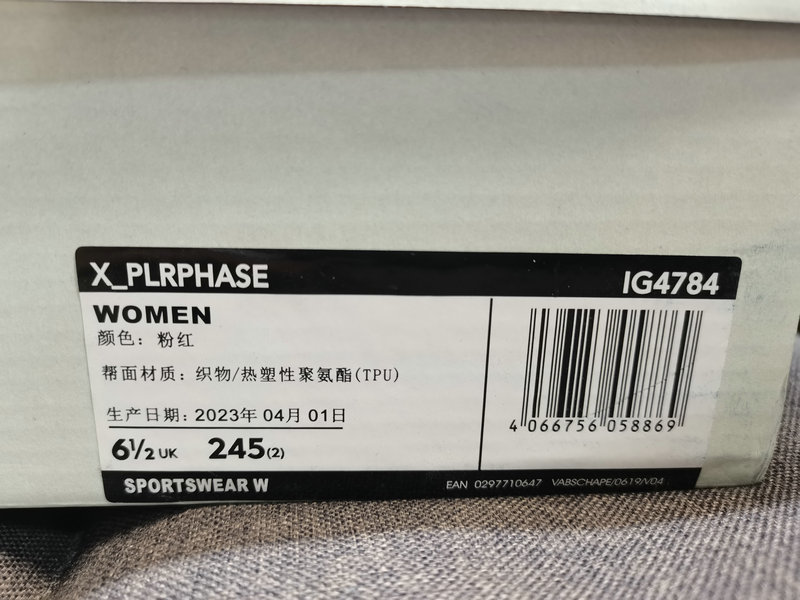 X_PLRPHASE IG4784
WOMEN
颜色：粉红
帮面材质：织物/热塑性聚氨酯(TPU)
生产日期：2023年 04月 01日
6½ UK 245(2)
4 066756 058869
SPORTSWEAR W EAN 0297710647 VABSCHAPE/0619/V04